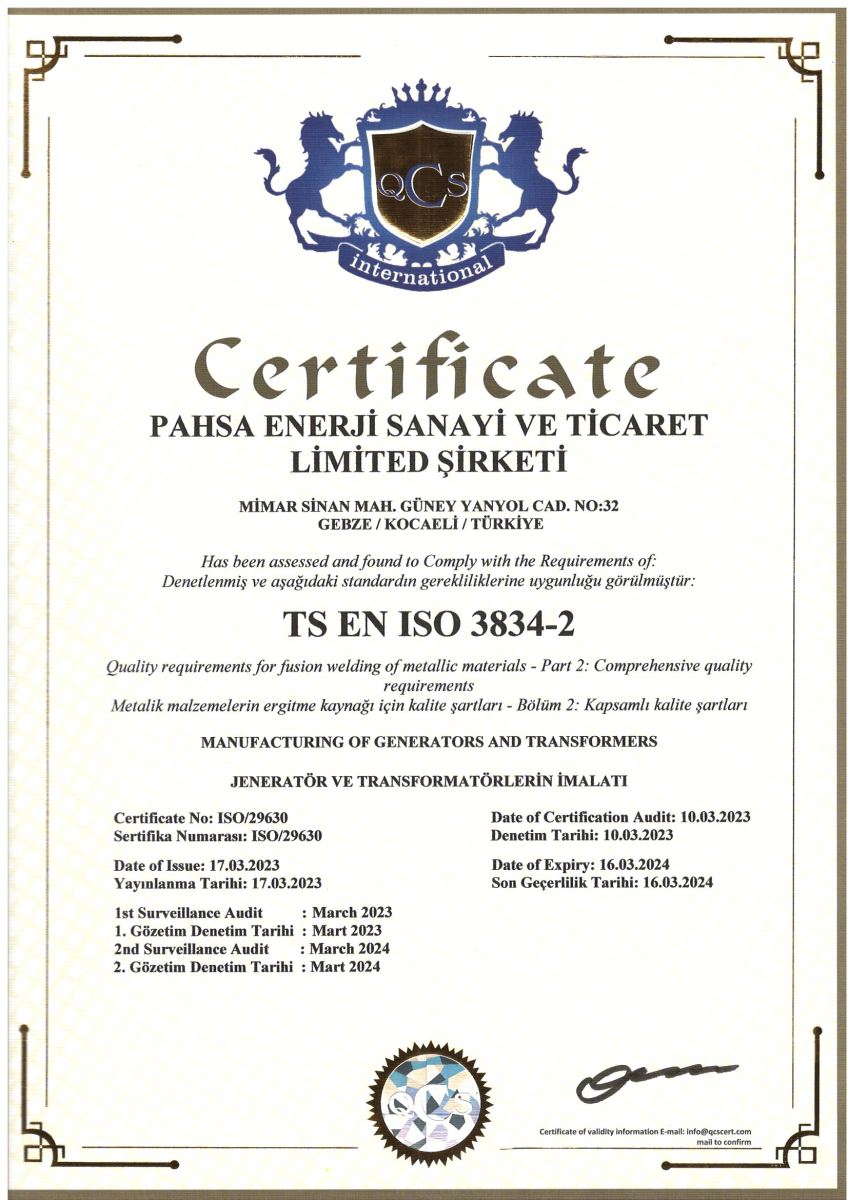 QCS
international
Certificate
PAHSA ENERJİ SANAYİ VE TİCARET
LİMİTED ŞİRKETİ
MİMAR SİNAN MAH. GÜNEY YANYOL CAD. NO:32
GEBZE / KOCAELİ / TÜRKİYE
Has been assessed and found to Comply with the Requirements of:
Denetlenmiş ve aşağıdaki standardın gerekliliklerine uygunluğu görülmüştür:
TS EN ISO 3834-2
Quality requirements for fusion welding of metallic materials - Part 2: Comprehensive quality
requirements
Metalik malzemelerin ergitme kaynağı için kalite şartları - Bölüm 2: Kapsamlı kalite şartları
MANUFACTURING OF GENERATORS AND TRANSFORMERS
JENERATÖR VE TRANSFORMATÖRLERİN İMALATI
Certificate No: ISO/29630
Sertifika Numarası: ISO/29630
Date of Certification Audit: 10.03.2023
Denetim Tarihi: 10.03.2023
Date of Issue: 17.03.2023
Yayınlanma Tarihi: 17.03.2023
Date of Expiry: 16.03.2024
Son Geçerlilik Tarihi: 16.03.2024
1st Surveillance Audit : March 2023
1. Gözetim Denetim Tarihi : Mart 2023
2nd Surveillance Audit : March 2024
2. Gözetim Denetim Tarihi : Mart 2024
QCS
Certificate of validity information E-mail: info@qcscert.com
mail to confirm